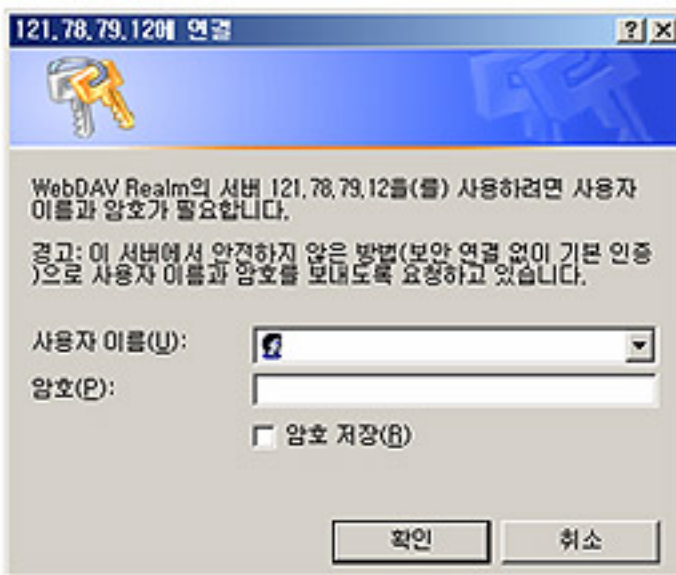 121.78.79.12에 연결
WebDAV Realm의 서버 121.78.79.12을(를) 사용하려면 사용자
이름과 암호가 필요합니다.
경고: 이 서버에서 안전하지 않은 방법(보안 연결 없이 기본 인증
)으로 사용자 이름과 암호를 보내도록 요청하고 있습니다.
사용자 이름(U):
암호(P):
암호 저장(R)
확인 취소